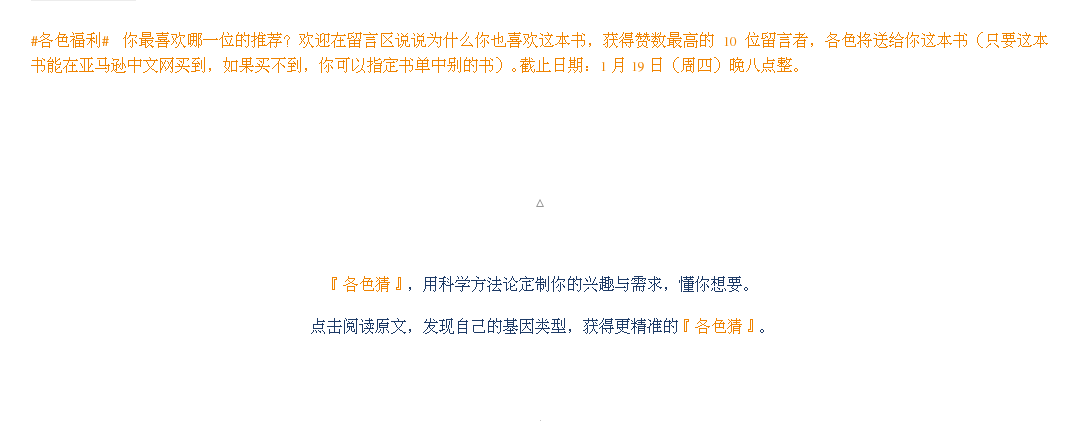 #各色福利# 你最喜欢哪一位的推荐？欢迎在留言区说说为什么你也喜欢这本书，获得赞数最高的 10 位留言者，各色将送给你这本书（只要这本
书能在亚马逊中文网买到，如果买不到，你可以指定书单中别的书）。截止日期：1 月 19 日（周四）晚八点整。
△
『 各色猜 』，用科学方法论定制你的兴趣与需求，懂你想要。
点击阅读原文，发现自己的基因类型，获得更精准的『 各色猜 』。